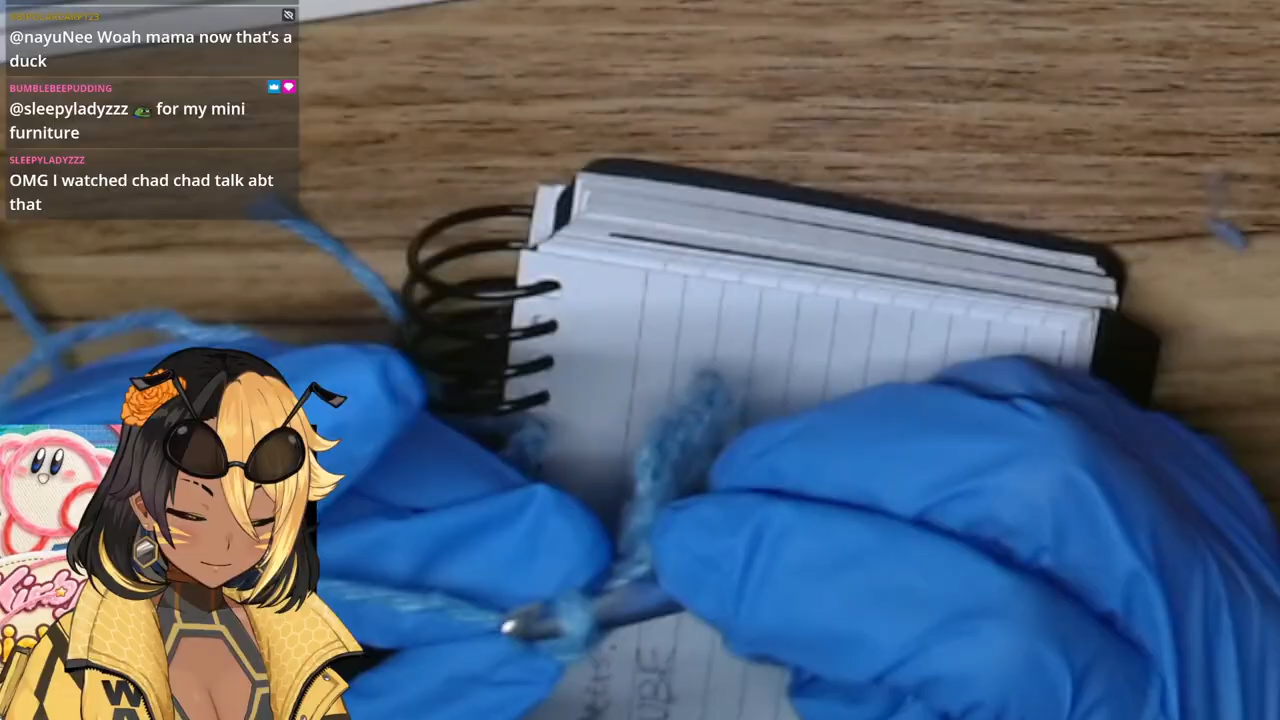 @nayuNee Woah mama now that's a
duck
BUMBLEBEEPUDDING
@sleepyladyzzz for my mini
furniture
SLEEPYLADYZZZ
OMG I watched chad chad talk abt
that